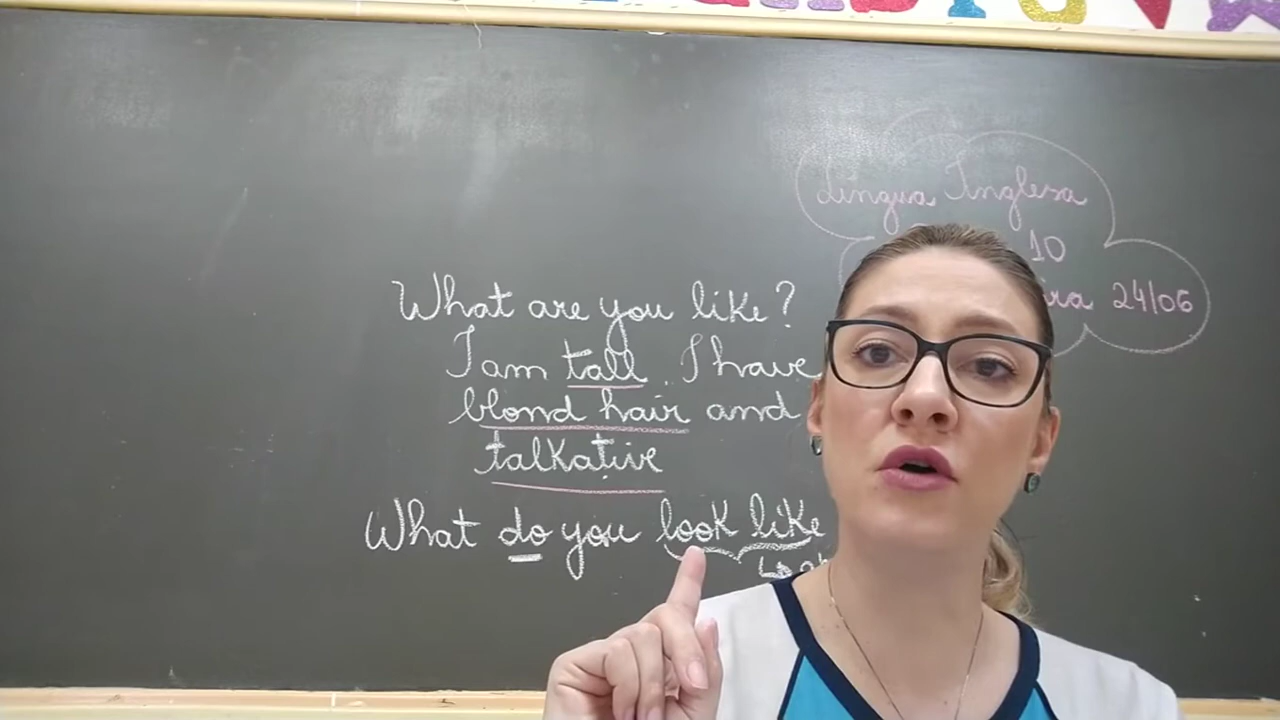 Língua Inglesa
10
24/06
What are you like?
I am tall. I have
blond hair and
talkative
What do you look like